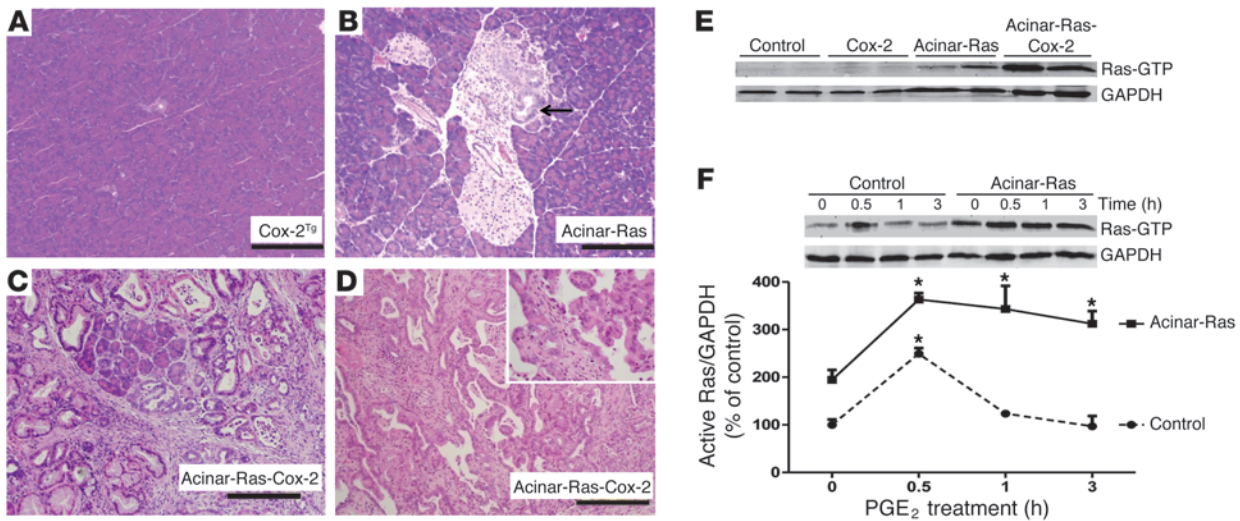 A
Cox-2Tg
B
Acinar-Ras
C
Acinar-Ras-Cox-2
D
Acinar-Ras-Cox-2
E
Control Cox-2 Acinar-Ras Acinar-Ras-
Cox-2
Ras-GTP
GAPDH
F
Control Acinar-Ras
0 0.5 1 3 0 0.5 1 3 Time (h)
Ras-GTP
GAPDH
Active Ras/GAPDH
(% of control)
400
300
200
100
0
* * * *
Acinar-Ras
Control
0 0.5 1 3
PGE2 treatment (h)